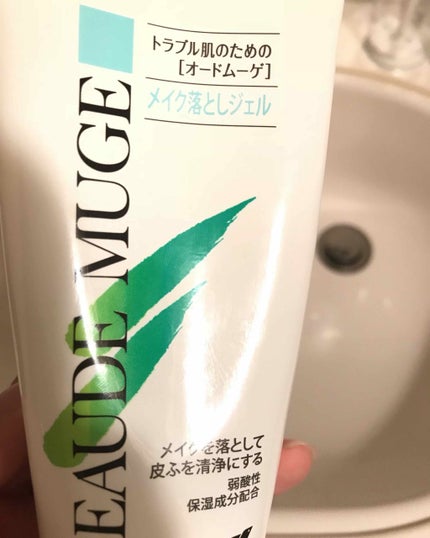 トラブル肌のための
[オードムーゲ]
メイク落としジェル
EAUDE MUGE
メイクを落として
皮ふを清浄にする
弱酸性
保湿成分配合